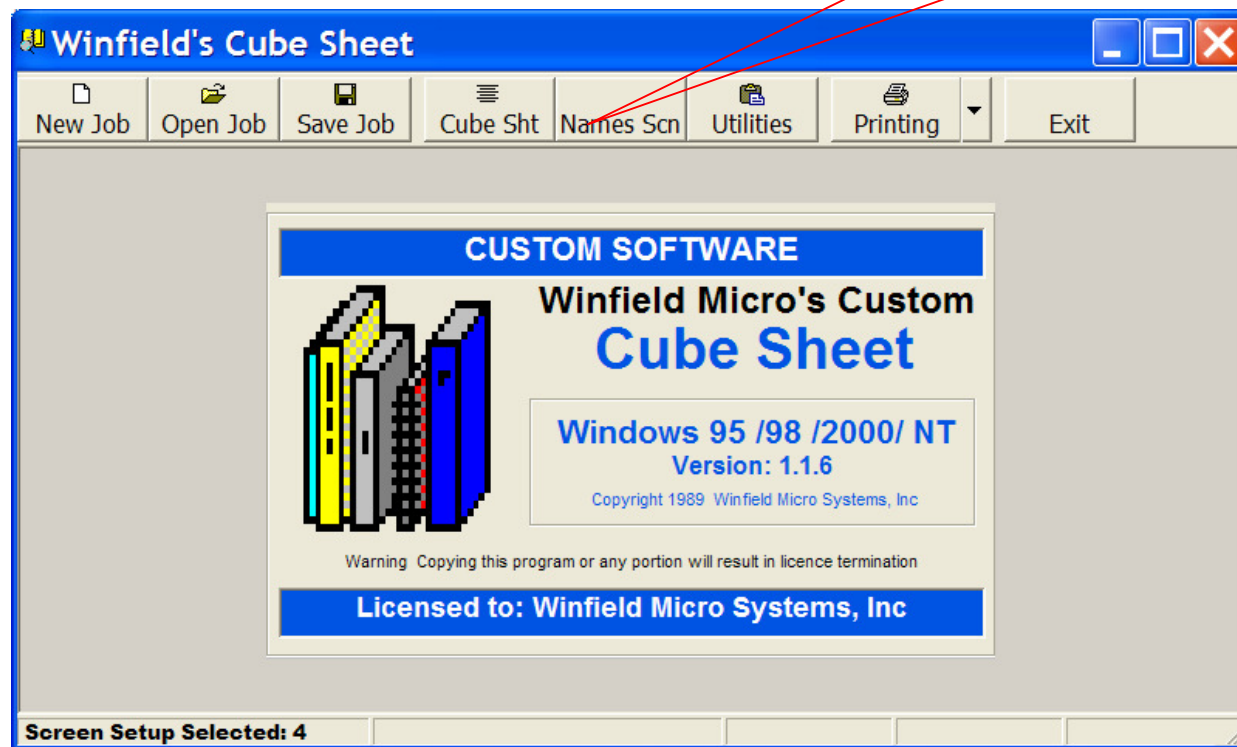 Winfield's Cube Sheet
New Job Open Job Save Job Cube Sht Names Scn Utilities Printing Exit
CUSTOM SOFTWARE
Winfield Micro's Custom
Cube Sheet
Windows 95 /98 /2000/ NT
Version: 1.1.6
Copyright 1989 Winfield Micro Systems, Inc
Warning Copying this program or any portion will result in licence termination
Licensed to: Winfield Micro Systems, Inc
Screen Setup Selected: 4